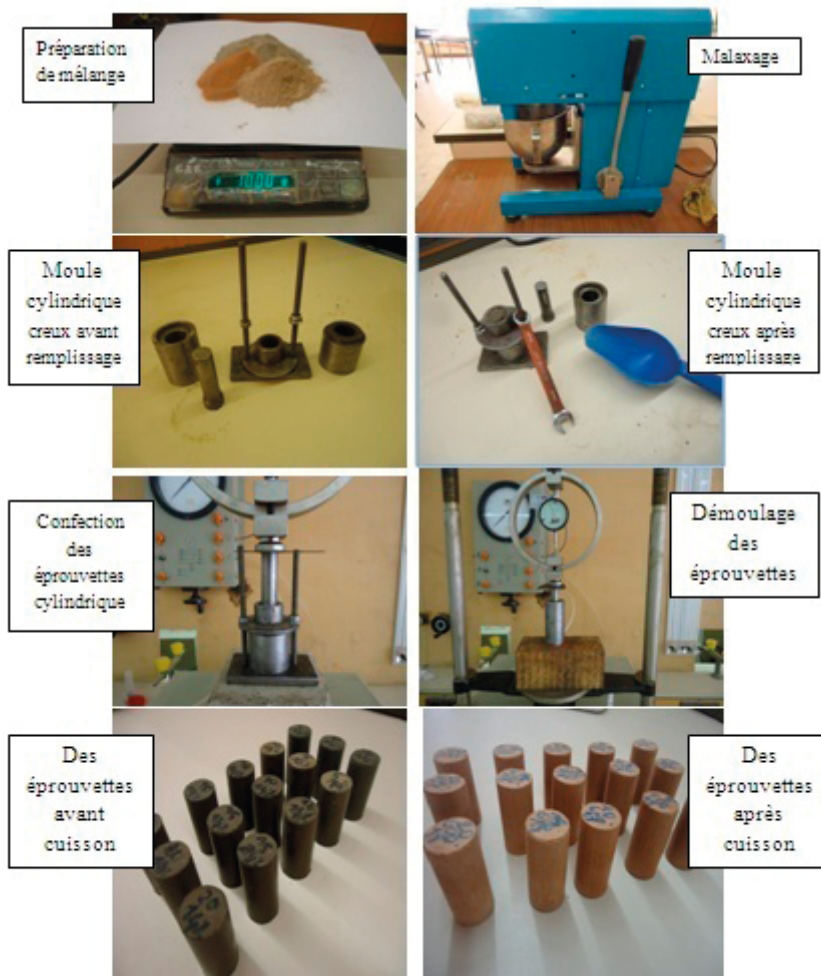 Préparation
de mélange
Malaxage
1000
Moule
cylindrique
creux avant
remplissage
Moule
cylindrique
creux après
remplissage
Confection
des
éprouvettes
cylindrique
Démoulage
des
éprouvettes
Des
éprouvettes
avant
cuisson
Des
éprouvettes
après
cuisson